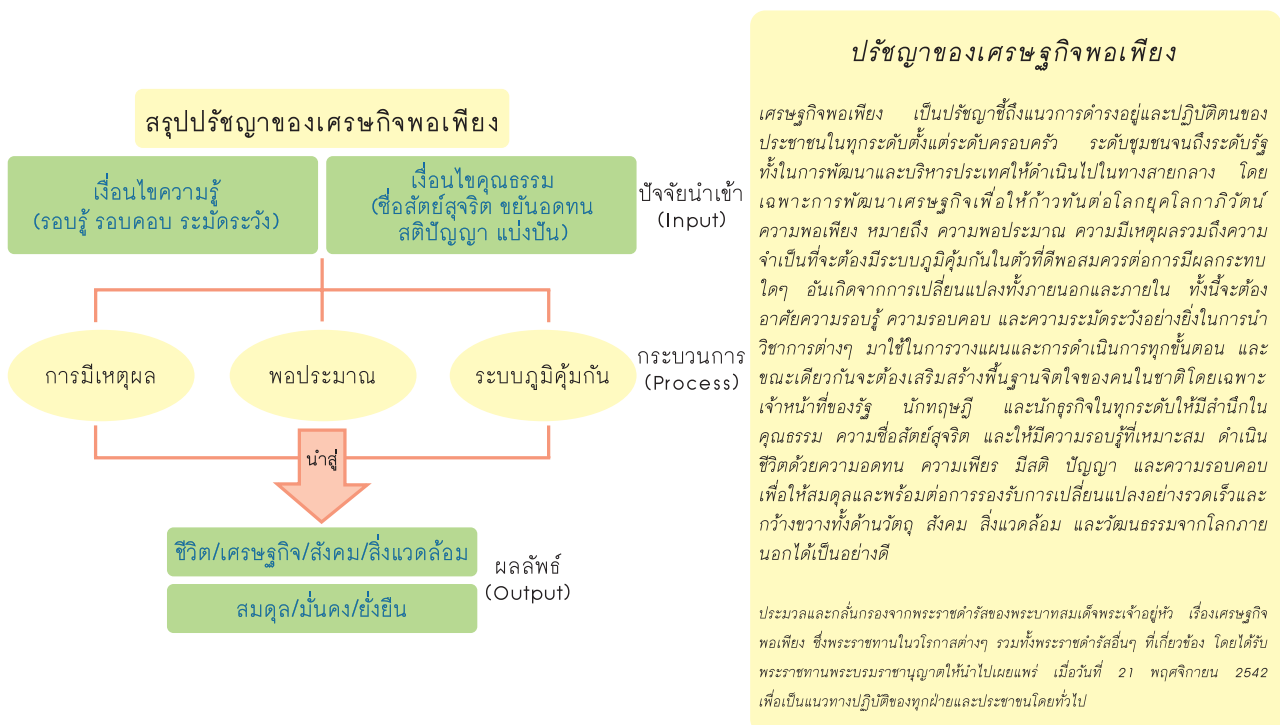 สรุปปรัชญาของเศรษกิจพอเพียง
เงื่อนไขความรู้
(รอบรู้ รอบคอบ ระมัดระวัง)
เงื่อนไขคุณธรรม
(ซื่อสัตย์สุจริต ขยันอดทน
สติปัญญา แบ่งปัน)
ปัจจัยนำเข้า
(Input)
การมีเหตุผล
พอประมาณ
ระบบภูมิคุ้มกัน
กระบวนการ
(Process)
นำสู่
ชีวิต/เศรษฐกิจ/สังคม/สิ่งแวดล้อม
สมดุล/มั่นคง/ยั่งยืน
ผลลัพธ์
(Output)
ปรัชญาของเศรษฐกิจพอเพียง
เศรษฐกิจพอเพียง เป็นปรัชญาชี้ถึงแนวการดำรงอยู่และปฏิบัติตนของ
ประชาชนในทุกระดับตั้งแต่ระดับครอบครัว ระดับชุมชนจนถึงระดับรัฐ
ทั้งในการพัฒนาและบริหารประเทศให้ดำเนินไปในทางสายกลาง โดย
เฉพาะการพัฒนาเศรษฐกิจเพื่อให้ก้าวทันต่อโลกยุคโลกาภิวัตน์
ความพอเพียง หมายถึง ความพอประมาณ ความมีเหตุผลรวมถึงความ
จำเป็นที่จะต้องมีระบบภูมิคุ้มกันในตัวที่ดีพอสมควรต่อการมีผลกระทบ
ใดๆ อันเกิดจากการเปลี่ยนแปลงทั้งภายนอกและภายใน ทั้งนี้จะต้อง
อาศัยความรอบรู้ ความรอบคอบ และความระมัดระวังอย่างยิ่งในการนำ
วิชาการต่างๆ มาใช้ในการวางแผนและการดำเนินการทุกขั้นตอน และ
ขณะเดียวกันจะต้องเสริมสร้างพื้นฐานจิตใจของคนในชาติโดยเฉพาะ
เจ้าหน้าที่ของรัฐ นักทฤษฎี และนักธุรกิจในทุกระดับให้มีสำนึกใน
คุณธรรม ความซื่อสัตย์สุจริต และให้มีความรอบรู้ที่เหมาะสม ดำเนิน
ชีวิตด้วยความอดทน ความเพียร มีสติ ปัญญา และความรอบคอบ
เพื่อให้สมดุลและพร้อมต่อการรองรับการเปลี่ยนแปลงอย่างรวดเร็วและ
กว้างขวางทั้งด้านวัตถุ สังคม สิ่งแวดล้อม และวัฒนธรรมจากโลกภาย
นอกได้เป็นอย่างดี
ประมวลและกลั่นกรองจากพระราชดำรัสของพระบาทสมเด็จพระเจ้าอยู่หัว เรื่องเศรษฐกิจ
พอเพียง ซึ่งพระราชทานในวโรกาสต่างๆ รวมทั้งพระราชดำรัสอื่นๆ ที่เกี่ยวข้อง โดยได้รับ
พระราชทานพระบรมราชานุญาตให้นำไปเผยแพร่ เมื่อวันที่ 21 พฤศจิกายน 2542
เพื่อเป็นแนวทางปฏิบัติของทุกฝ่ายและประชาชนโดยทั่วไป